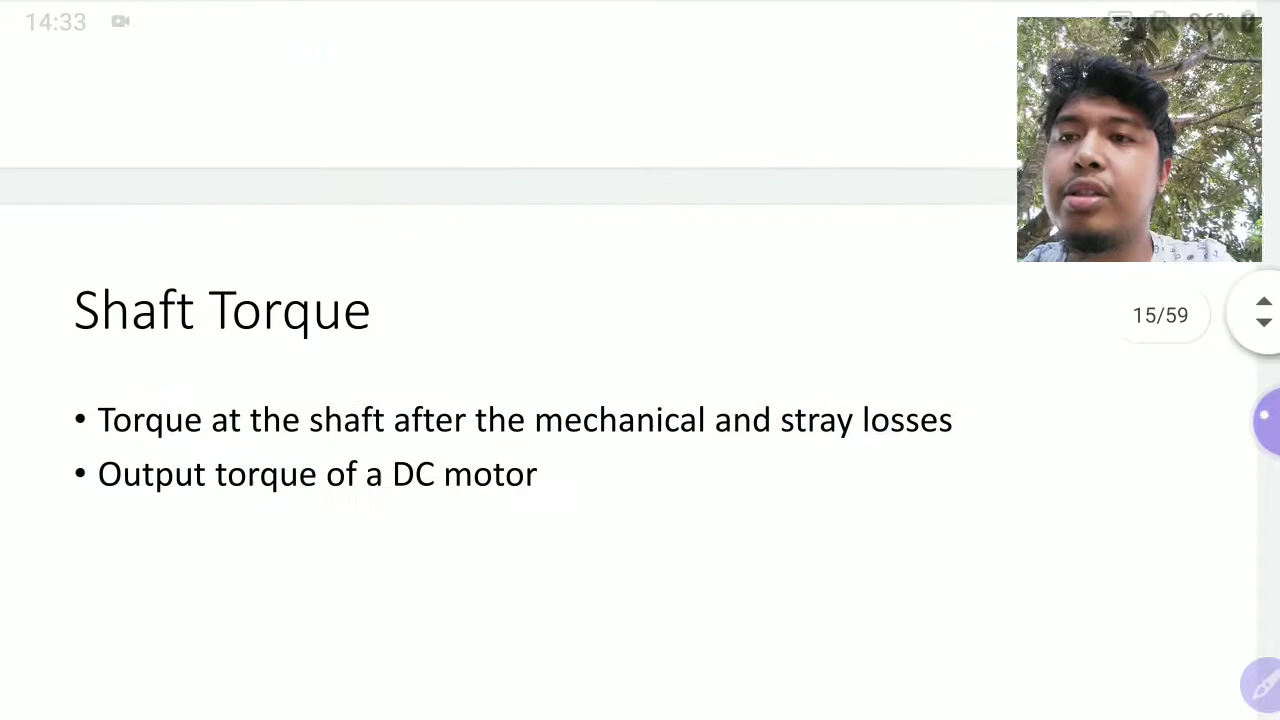 14:33
86%
Shaft Torque
15/59
• Torque at the shaft after the mechanical and stray losses
• Output torque of a DC motor